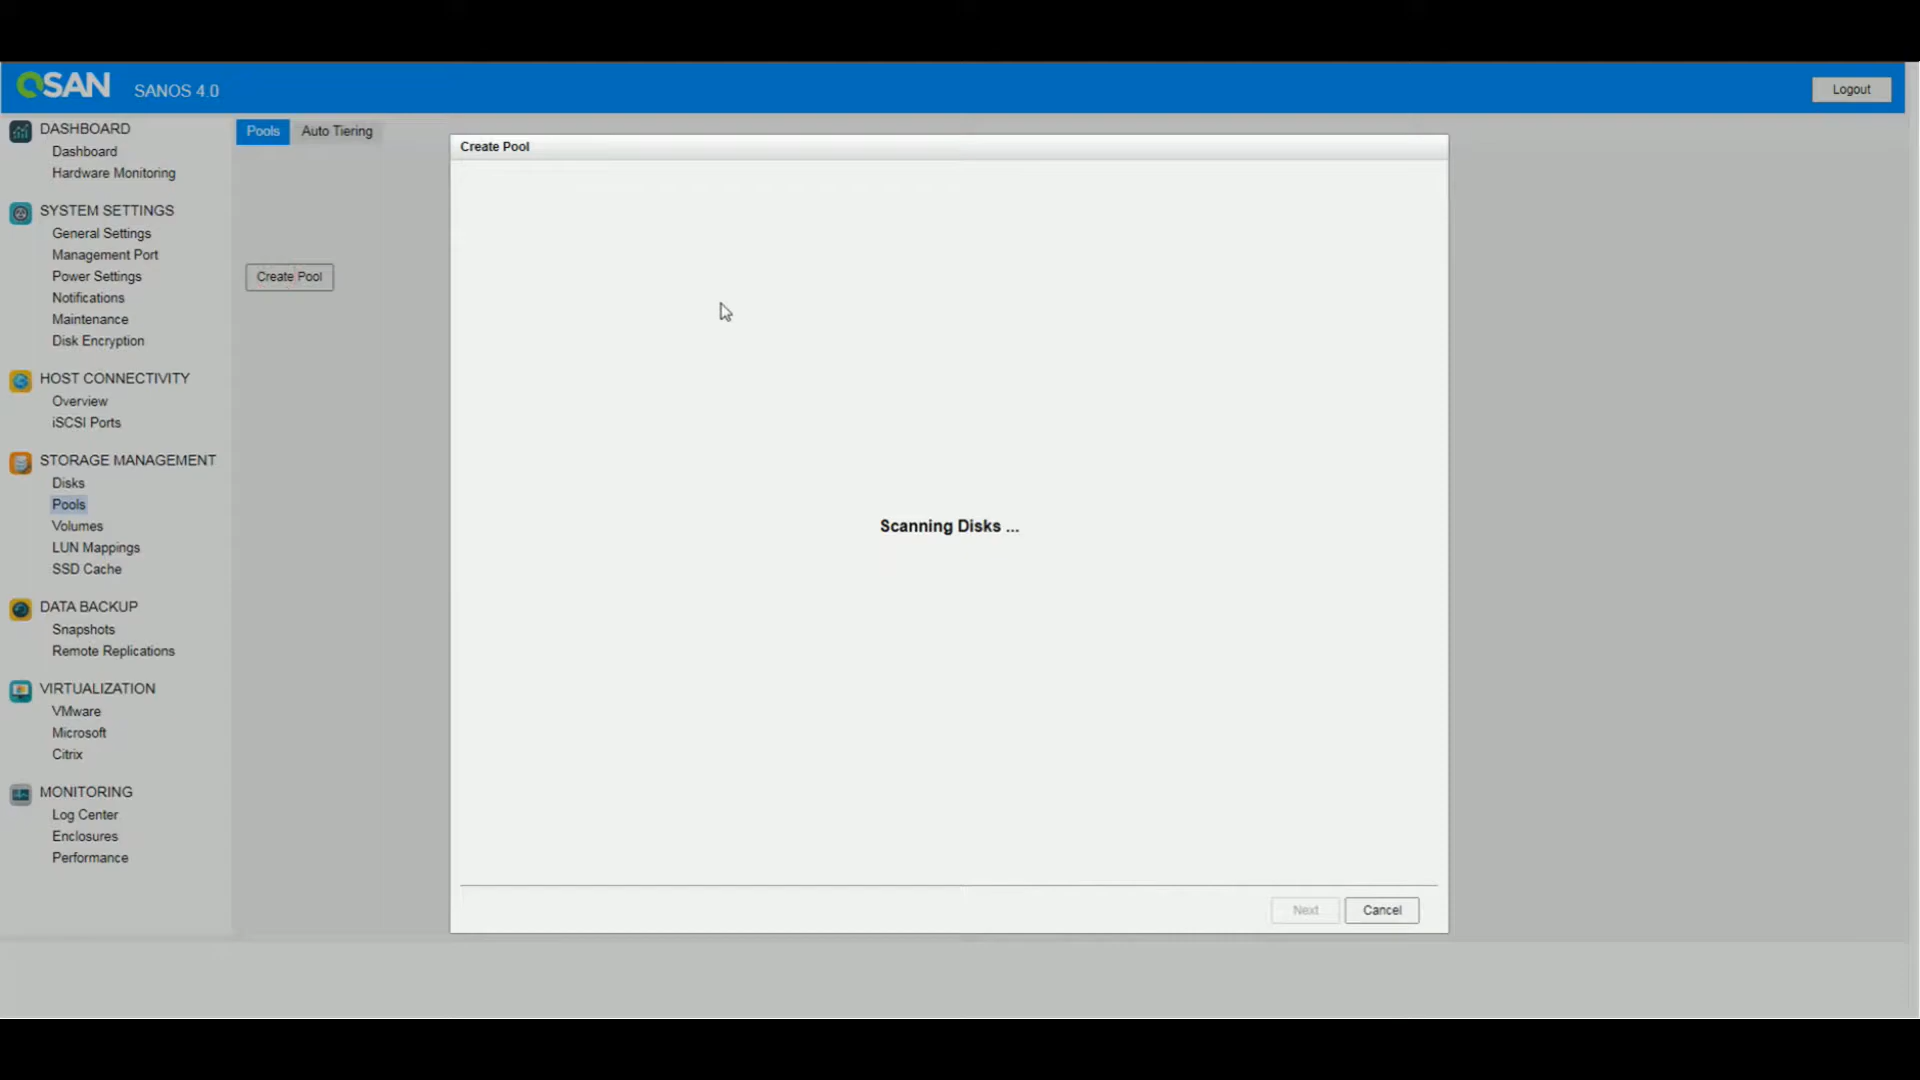 QSAN SANOS 4.0
Logout
DASHBOARD
Dashboard
Hardware Monitoring
SYSTEM SETTINGS
General Settings
Management Port
Power Settings
Notifications
Maintenance
Disk Encryption
HOST CONNECTIVITY
Overview
iSCSI Ports
STORAGE MANAGEMENT
Disks
Pools
Volumes
LUN Mappings
SSD Cache
DATA BACKUP
Snapshots
Remote Replications
VIRTUALIZATION
VMware
Microsoft
Citrix
MONITORING
Log Center
Enclosures
Performance
Pools Auto Tiering
Create Pool
Create Pool
Scanning Disks ...
Next Cancel